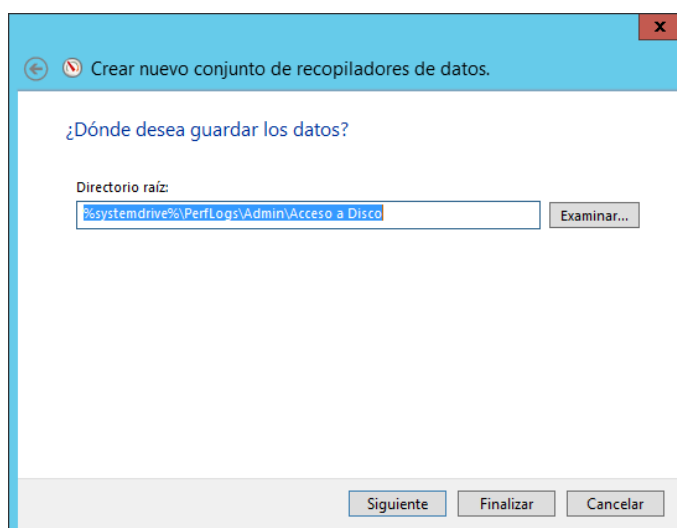 x
Crear nuevo conjunto de recopiladores de datos.
¿Dónde desea guardar los datos?
Directorio raíz:
%systemdrive%\PerfLogs\Admin\Acceso a Disco
Examinar...
Siguiente
Finalizar
Cancelar